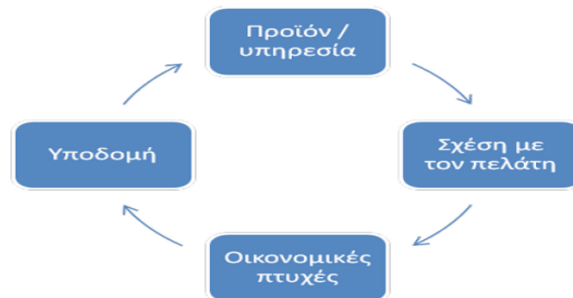 Προϊόν /
υπηρεσία
Σχέση με
τον πελάτη
Οικονομικές
πτυχές
Υποδομή